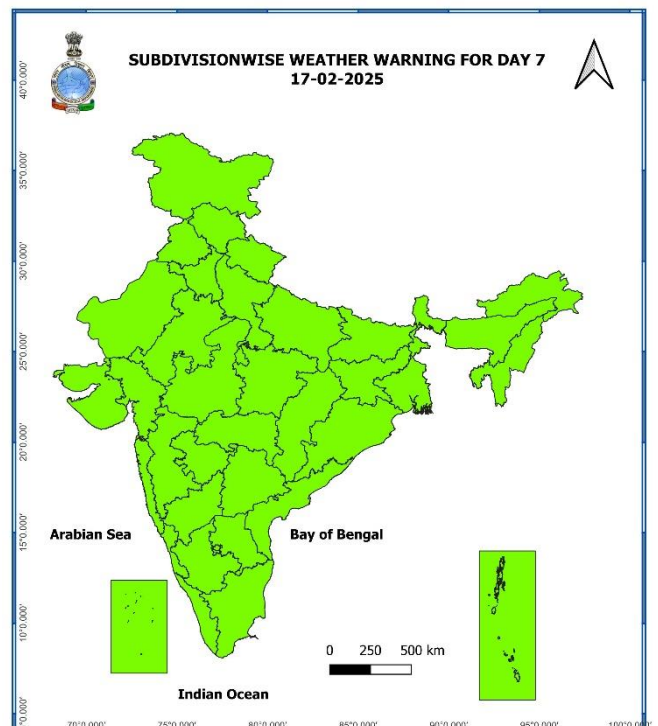 SUBDIVISIONWISE WEATHER WARNING FOR DAY 7
17-02-2025
40°0.000'
35°0.000'
30°0.000'
25°0.000'
20°0.000'
15°0.000'
10°0.000'
Arabian Sea
Bay of Bengal
0 250 500 km
Indian Ocean
70°0.000' 75°0.000' 80°0.000' 85°0.000' 90°0.000' 95°0.000' 100°0.000'